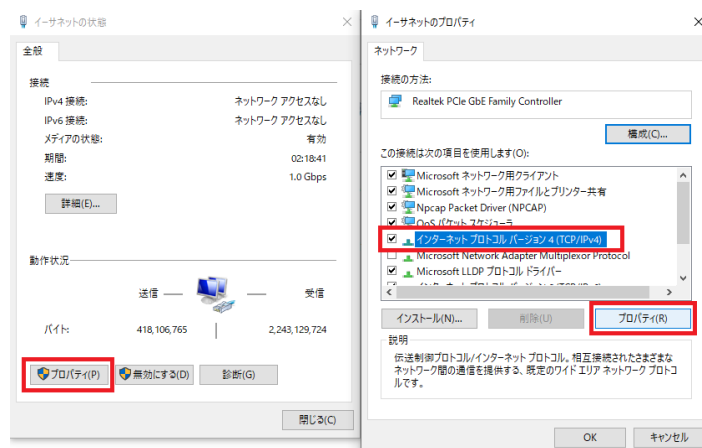 イーサネットの状態
全般
接続
IPv4 接続: ネットワーク アクセスなし
IPv6 接続: ネットワーク アクセスなし
メディアの状態: 有効
期間: 02:18:41
速度: 1.0 Gbps
詳細(E)...
動作状況
送信 受信
バイト: 418,106,765 2,243,129,724
プロパティ(P) 無効にする(D) 診断(G)
閉じる(C)
イーサネットのプロパティ
ネットワーク
接続の方法:
Realtek PCIe GbE Family Controller
構成(C)...
この接続は次の項目を使用します(O):
Microsoft ネットワーク用クライアント
Microsoft ネットワーク用ファイルとプリンター共有
Npcap Packet Driver (NPCAP)
QoS パケット スケジューラ
インターネット プロトコル バージョン 4 (TCP/IPv4)
Microsoft Network Adapter Multiplexor Protocol
Microsoft LLDP プロトコル ドライバー
インストール(N)... 削除(U) プロパティ(R)
説明
伝送制御プロトコル/インターネット プロトコル。相互接続されたさまざまな
ネットワーク間の通信を提供する、既定のワイド エリア ネットワーク プロトコ
ルです。
OK キャンセル